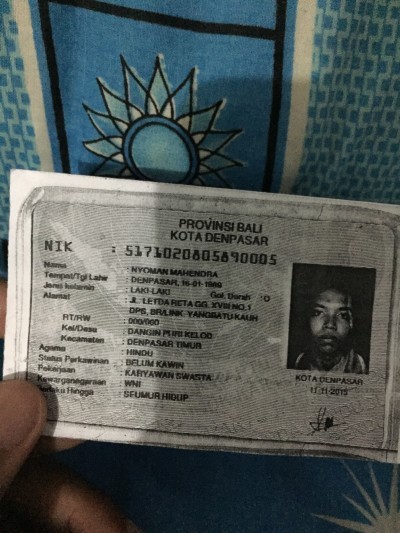 PROVINSI BALI
KOTA DENPASAR
NIK : 5171020805890005
Nama : NYOMAN MAHENDRA
Tempat/Tgl Lahir : DENPASAR, 18-01-1989
Jenis kelamin : LAKI-LAKI Gol. Darah : O
Alamat : JL. LETDA RETA GG. XVIII NO.1
DPS, BR/LINK. YANGBATU KAUH
RT/RW : 000/000
Kel/Desa : DANGIN PURI KELOD
Kecamatan : DENPASAR TIMUR
Agama : HINDU
Status Perkawinan : BELUM KAWIN
Pekerjaan : KARYAWAN SWASTA
Kewarganegaraan : WNI
Berlaku Hingga : SEUMUR HIDUP
KOTA DENPASAR
11-11-2015